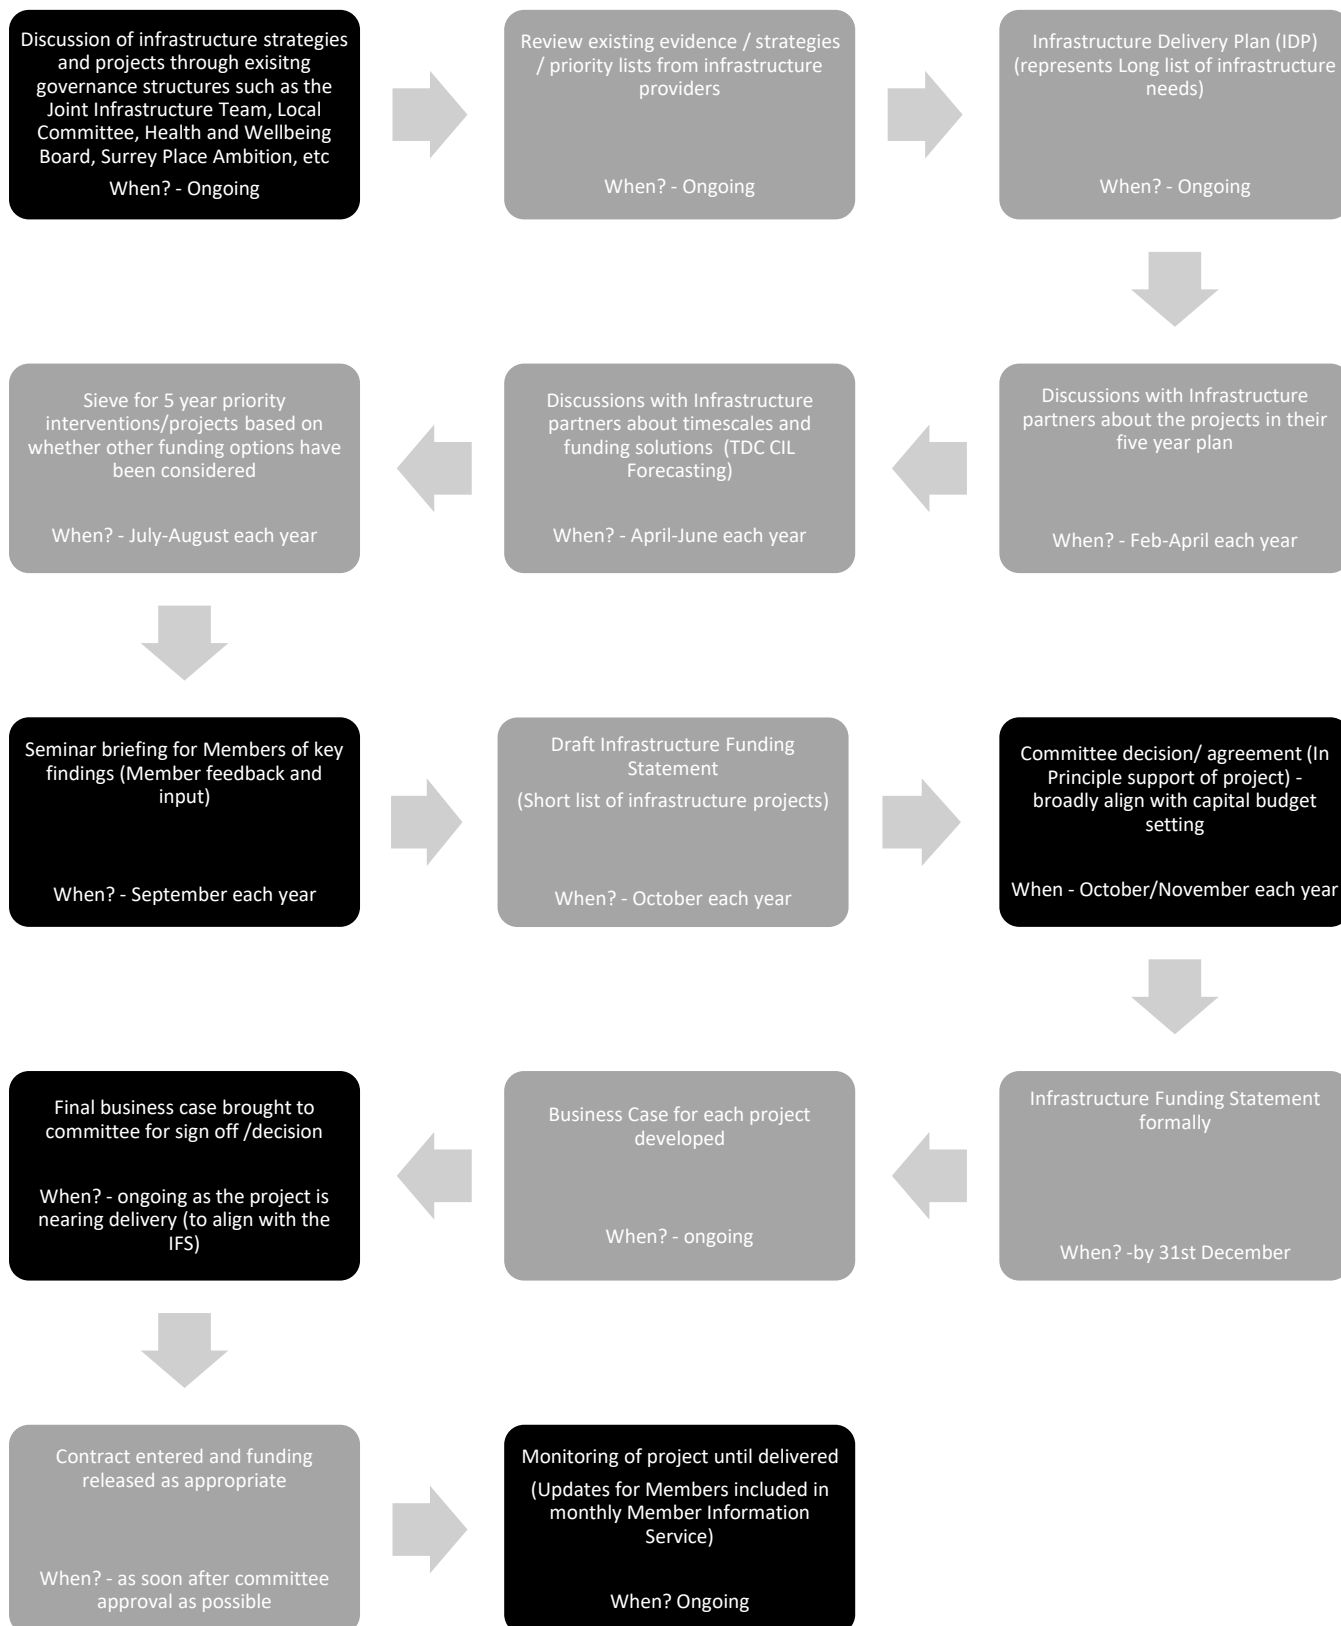 Discussion of infrastructure strategies
and projects through exisitng
governance structures such as the
Joint Infrastructure Team, Local
Committee, Health and Wellbeing
Board, Surrey Place Ambition, etc
When? - Ongoing
Review existing evidence / strategies
/ priority lists from infrastructure
providers
When? - Ongoing
Infrastructure Delivery Plan (IDP)
(represents Long list of infrastructure
needs)
When? - Ongoing
Discussions with Infrastructure
partners about the projects in their
five year plan
When? - Feb-April each year
Discussions with Infrastructure
partners about timescales and
funding solutions (TDC CIL
Forecasting)
When? - April-June each year
Sieve for 5 year priority
interventions/projects based on
whether other funding options have
been considered
When? - July-August each year
Seminar briefing for Members of key
findings (Member feedback and
input)
When? - September each year
Draft Infrastructure Funding
Statement
(Short list of infrastructure projects)
When? - October each year
Committee decision/ agreement (In
Principle support of project) -
broadly align with capital budget
setting
When - October/November each year
Infrastructure Funding Statement
formally
When? -by 31st December
Business Case for each project
developed
When? - ongoing
Final business case brought to
committee for sign off /decision
When? - ongoing as the project is
nearing delivery (to align with the
IFS)
Contract entered and funding
released as appropriate
When? - as soon after committee
approval as possible
Monitoring of project until delivered
(Updates for Members included in
monthly Member Information
Service)
When? Ongoing